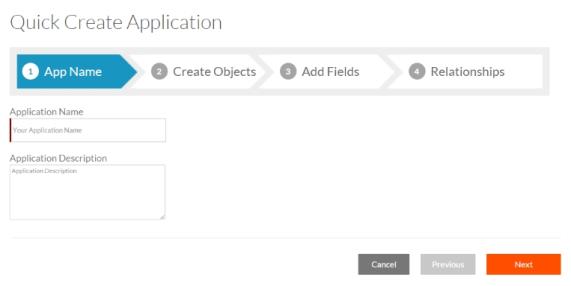 Quick Create Application
1 App Name 2 Create Objects 3 Add Fields 4 Relationships
Application Name
Your Application Name
Application Description
Application Description
Cancel Previous Next